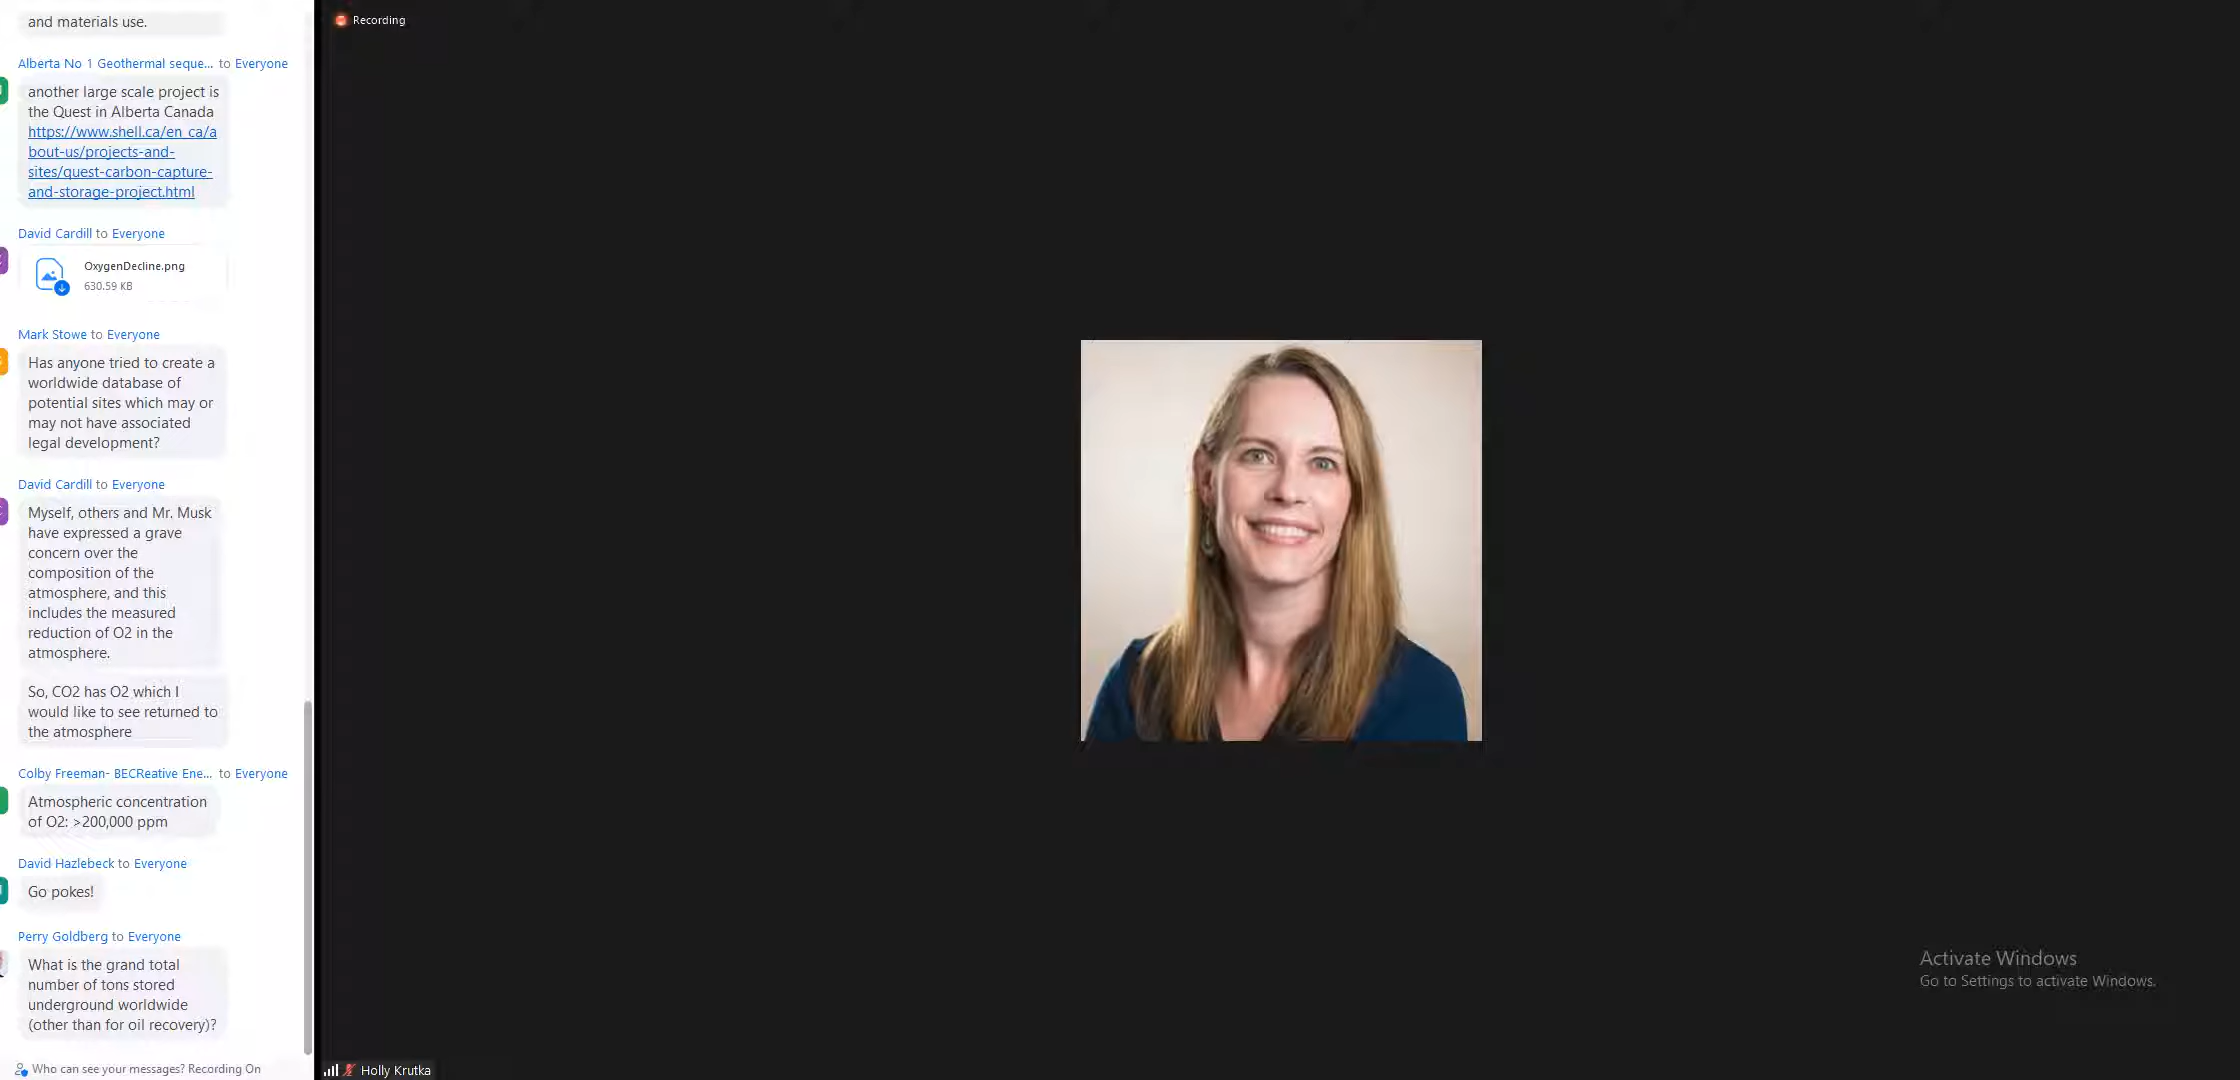 and materials use.
Alberta No 1 Geothermal seque... to Everyone
another large scale project is
the Quest in Alberta Canada
https://www.shell.ca/en_ca/a
bout-us/projects-and-
sites/quest-carbon-capture-
and-storage-project.html
David Cardill to Everyone
OxygenDecline.png
630.59 KB
Mark Stowe to Everyone
Has anyone tried to create a
worldwide database of
potential sites which may or
may not have associated
legal development?
David Cardill to Everyone
Myself, others and Mr. Musk
have expressed a grave
concern over the
composition of the
atmosphere, and this
includes the measured
reduction of O2 in the
atmosphere.
So, CO2 has O2 which I
would like to see returned to
the atmosphere
Colby Freeman- BECReative Ene... to Everyone
Atmospheric concentration
of O2: >200,000 ppm
David Hazlebeck to Everyone
Go pokes!
Perry Goldberg to Everyone
What is the grand total
number of tons stored
underground worldwide
(other than for oil recovery)?
Who can see your messages? Recording On
Recording
Activate Windows
Go to Settings to activate Windows.
Holly Krutka